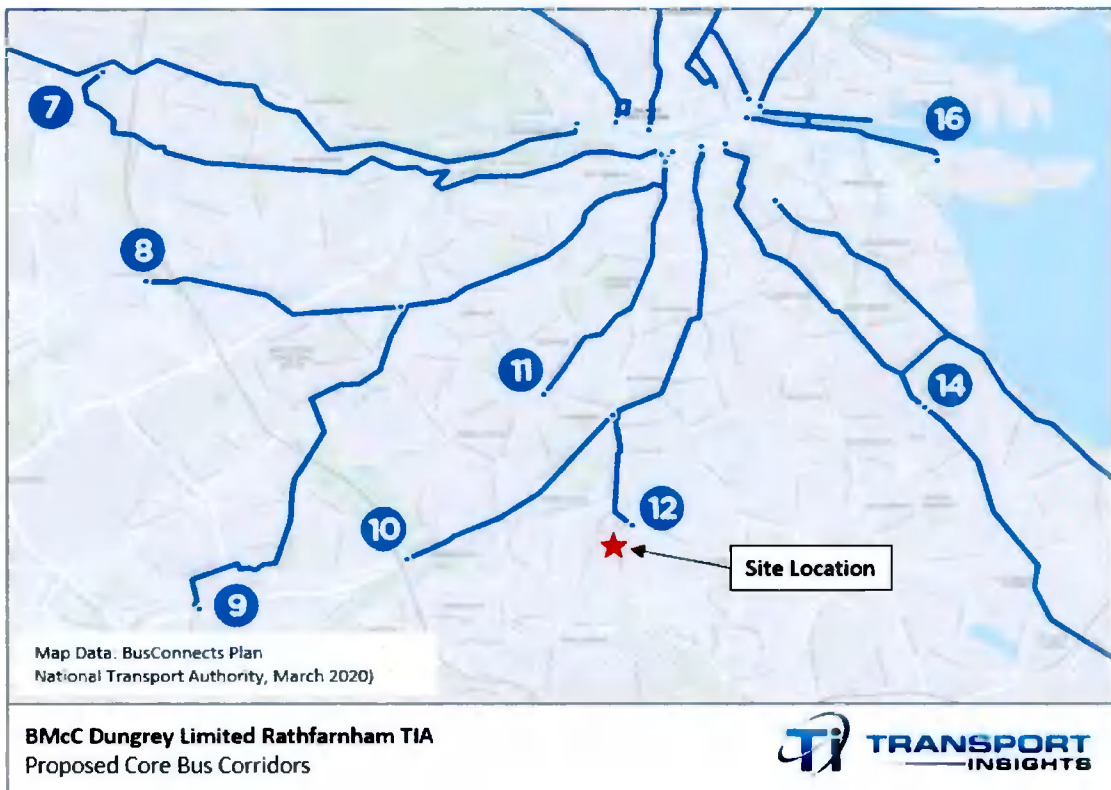 7
16
8
11
14
12
10
Site Location
9
Map Data: BusConnects Plan
National Transport Authority, March 2020)
BMcC Dungrey Limited Rathfarnham TIA
Proposed Core Bus Corridors
Ti TRANSPORT
INSIGHTS